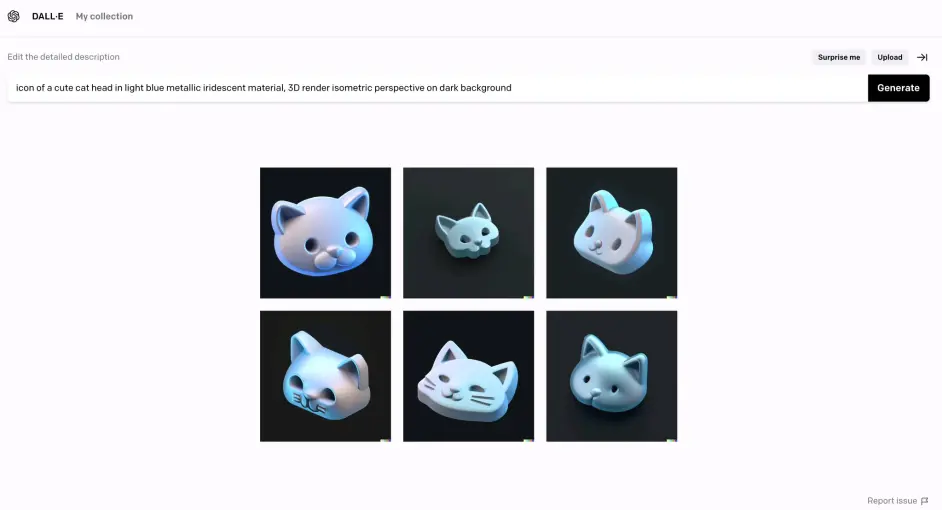 DALL·E My collection
Edit the detailed description
Surprise me Upload
icon of a cute cat head in light blue metallic iridescent material, 3D render isometric perspective on dark background
Generate
Report issue